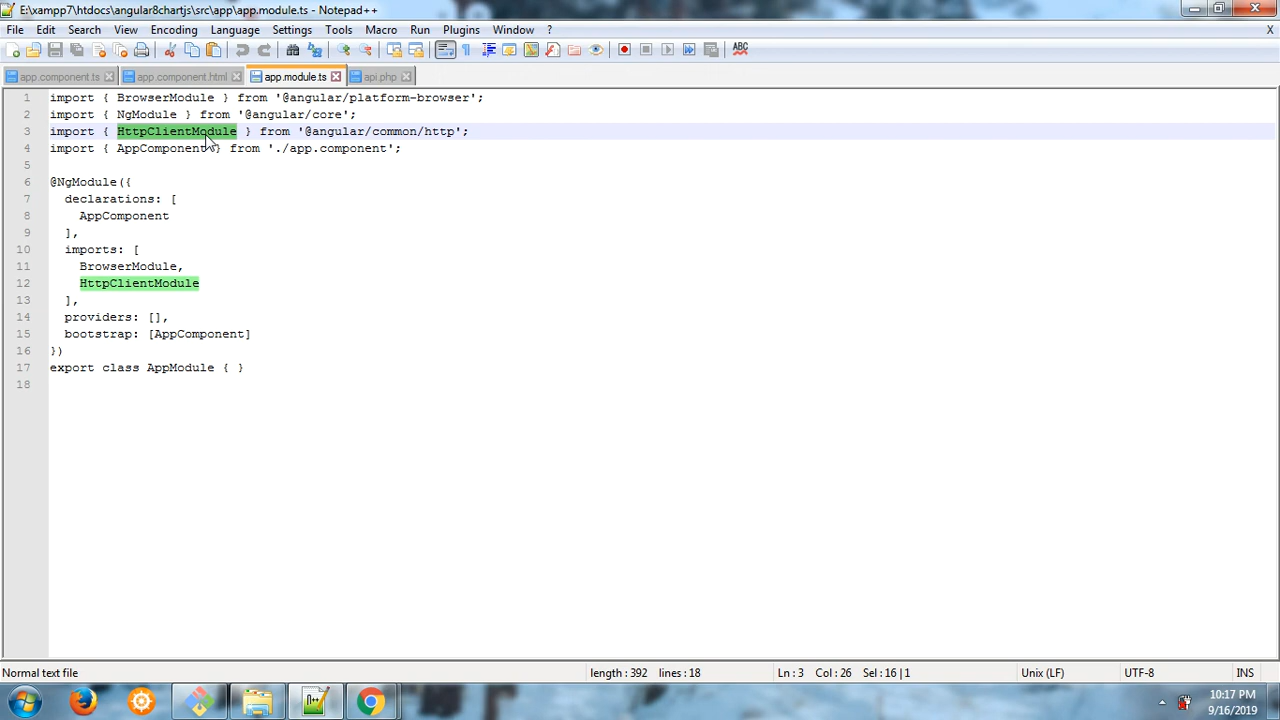 E:\xampp7\htdocs\angular8chartjs\src\app\app.module.ts - Notepad++
File Edit Search View Encoding Language Settings Tools Macro Run Plugins Window ? X
app.component.ts app.component.html app.module.ts api.php
1 import { BrowserModule } from '@angular/platform-browser';
2 import { NgModule } from '@angular/core';
3 import { HttpClientModule } from '@angular/common/http';
4 import { AppComponent } from './app.component';
5
6 @NgModule({
7 declarations: [
8 AppComponent
9 ],
10 imports: [
11 BrowserModule,
12 HttpClientModule
13 ],
14 providers: [],
15 bootstrap: [AppComponent]
16 })
17 export class AppModule { }
18
Normal text file length : 392 lines : 18 Ln : 3 Col : 26 Sel : 16 | 1 Unix (LF) UTF-8 INS
10:17 PM
9/16/2019